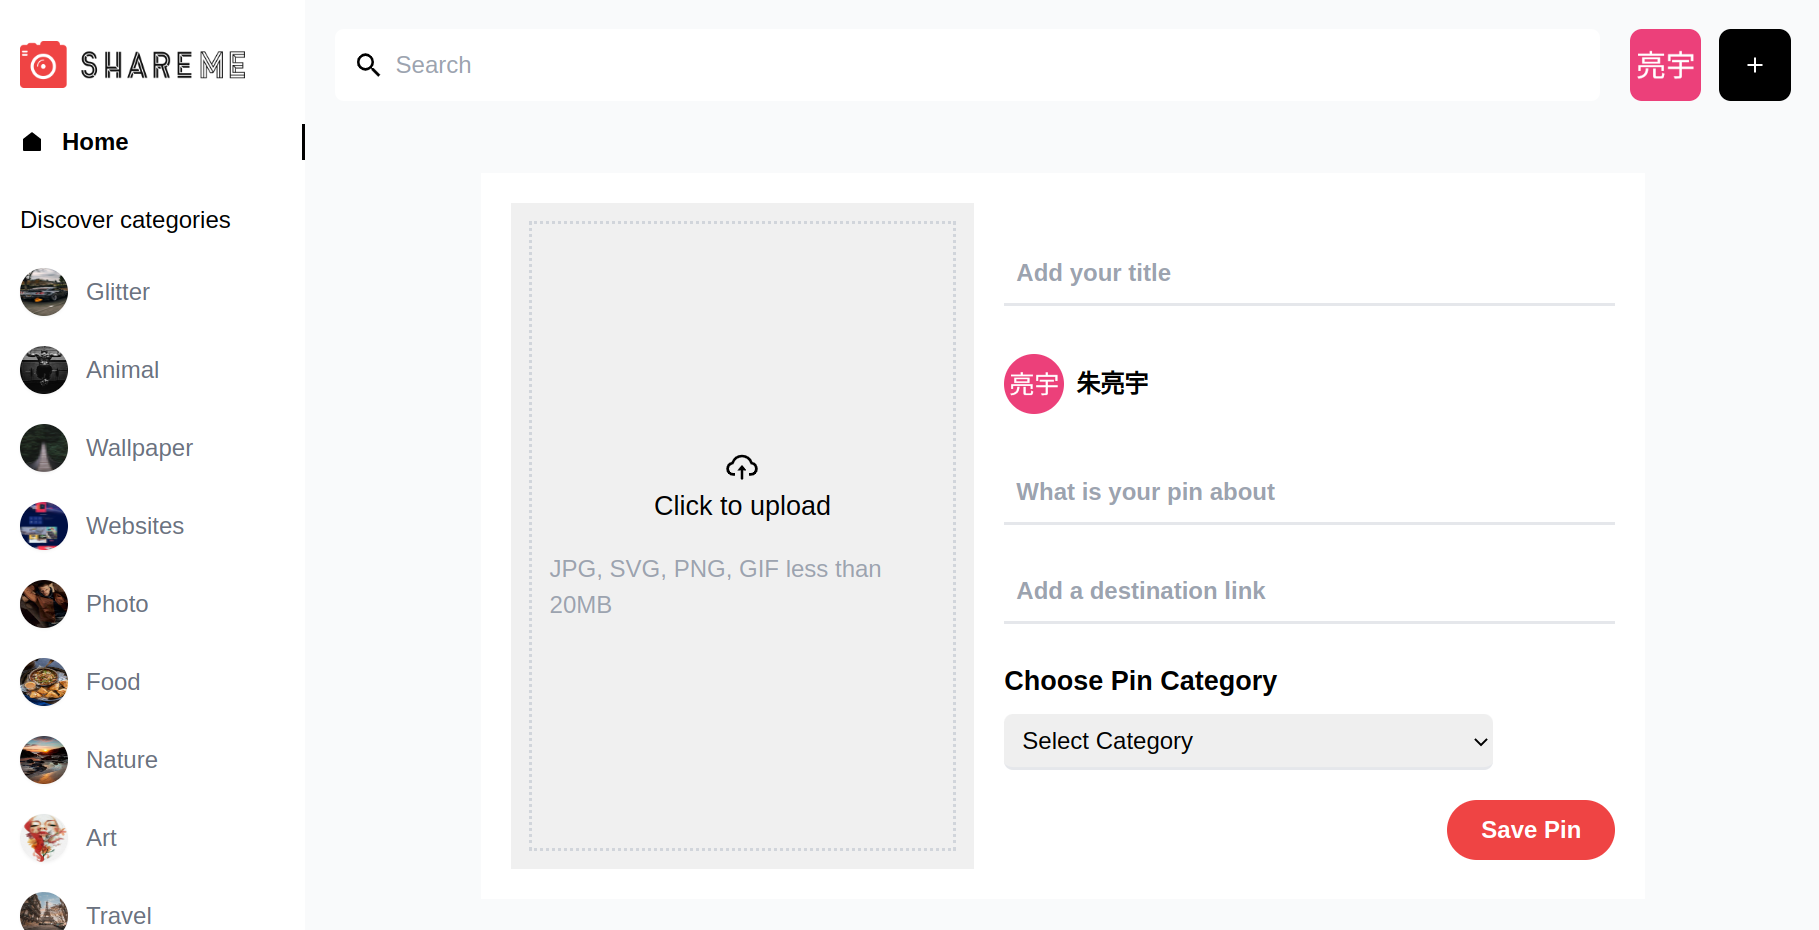 SHAREME
Search
亮宇
+
Home
Discover categories
Glitter
Animal
Wallpaper
Websites
Photo
Food
Nature
Art
Travel
Click to upload
JPG, SVG, PNG, GIF less than
20MB
Add your title
亮宇 朱亮宇
What is your pin about
Add a destination link
Choose Pin Category
Select Category
Save Pin